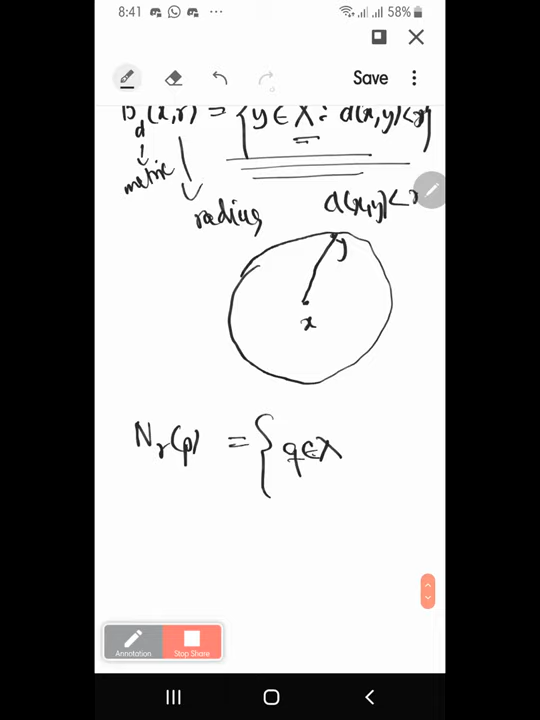 8:41 58%
Save
B_d(x,r) = {y ∈ X : d(x,y)<r}
metric
radius
d(x,y)<r
y
x
N_r(p) = { q ∈ X
Annotation Stop Share